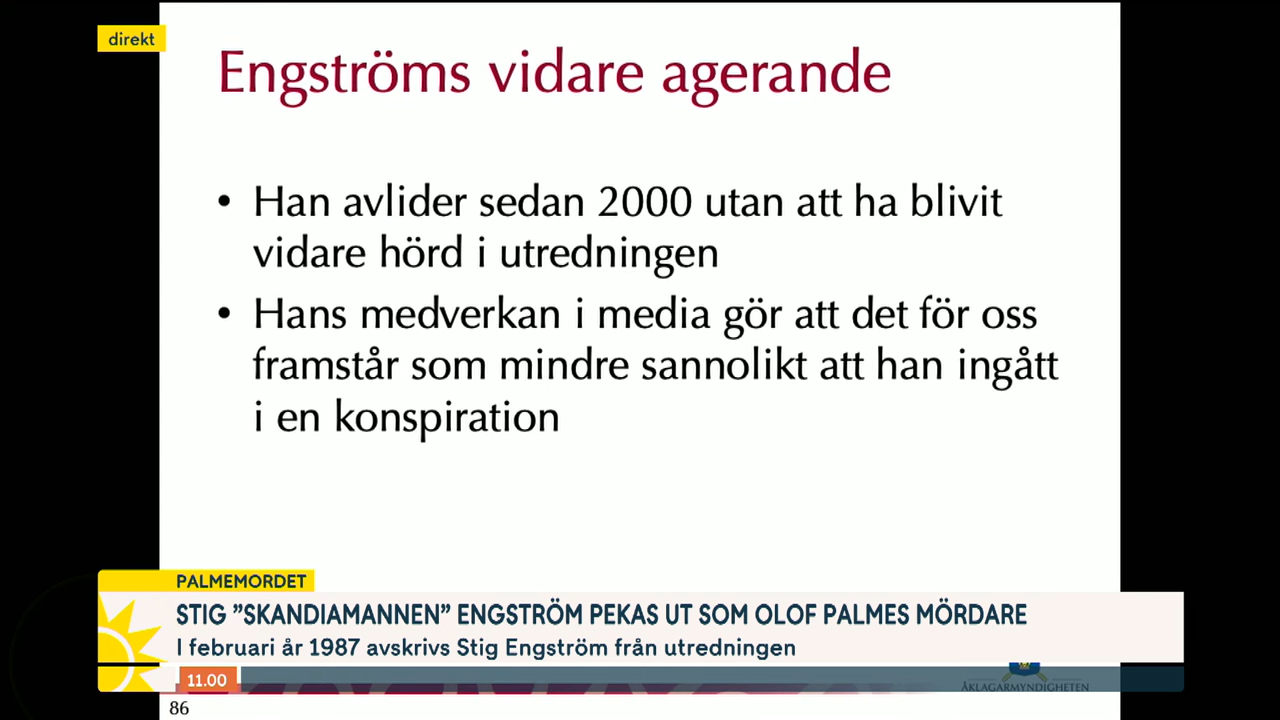 direkt
Engströms vidare agerande
• Han avlider sedan 2000 utan att ha blivit
vidare hörd i utredningen
• Hans medverkan i media gör att det för oss
framstår som mindre sannolikt att han ingått
i en konspiration
PALMEMORDET
STIG ”SKANDIAMANNEN” ENGSTRÖM PEKAS UT SOM OLOF PALMES MÖRDARE
I februari år 1987 avskrivs Stig Engström från utredningen
11.00
ÅKLAGARMYNDIGHETEN
86